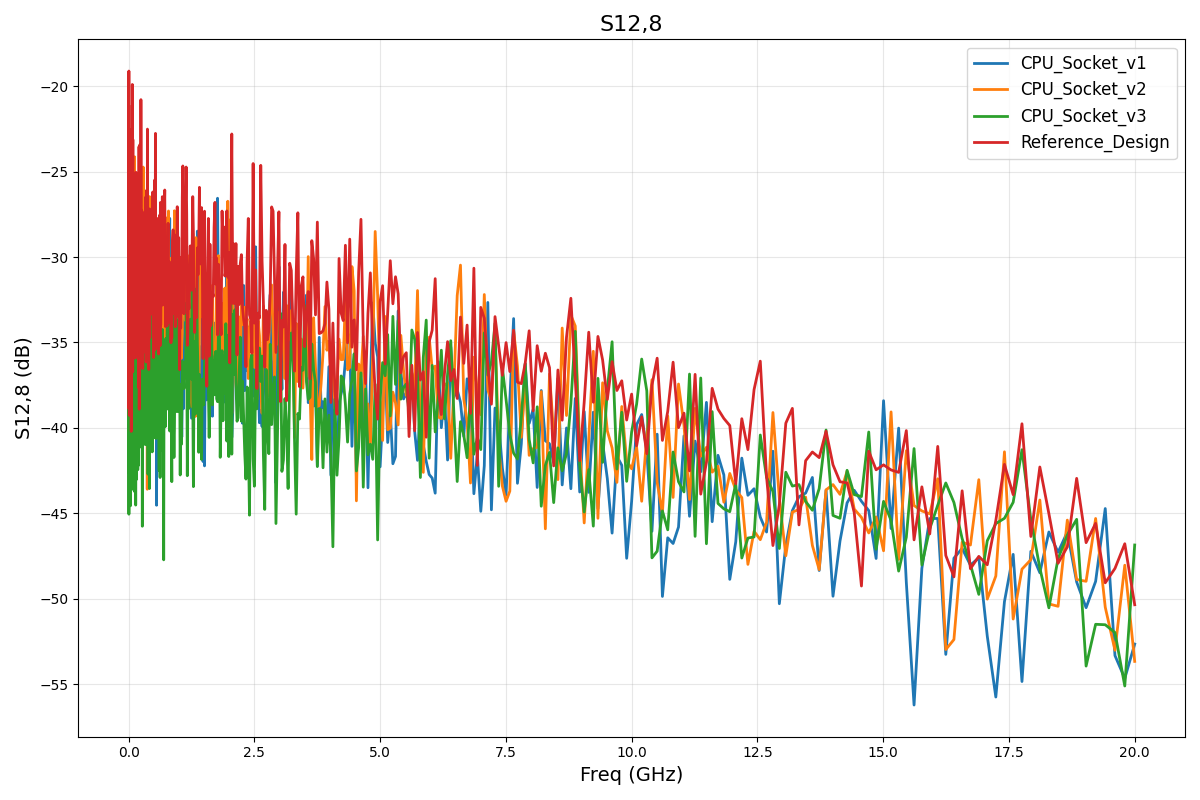 S12,8
CPU_Socket_v1
CPU_Socket_v2
CPU_Socket_v3
Reference_Design
S12,8 (dB)
−20
−25
−30
−35
−40
−45
−50
−55
0.0 2.5 5.0 7.5 10.0 12.5 15.0 17.5 20.0
Freq (GHz)